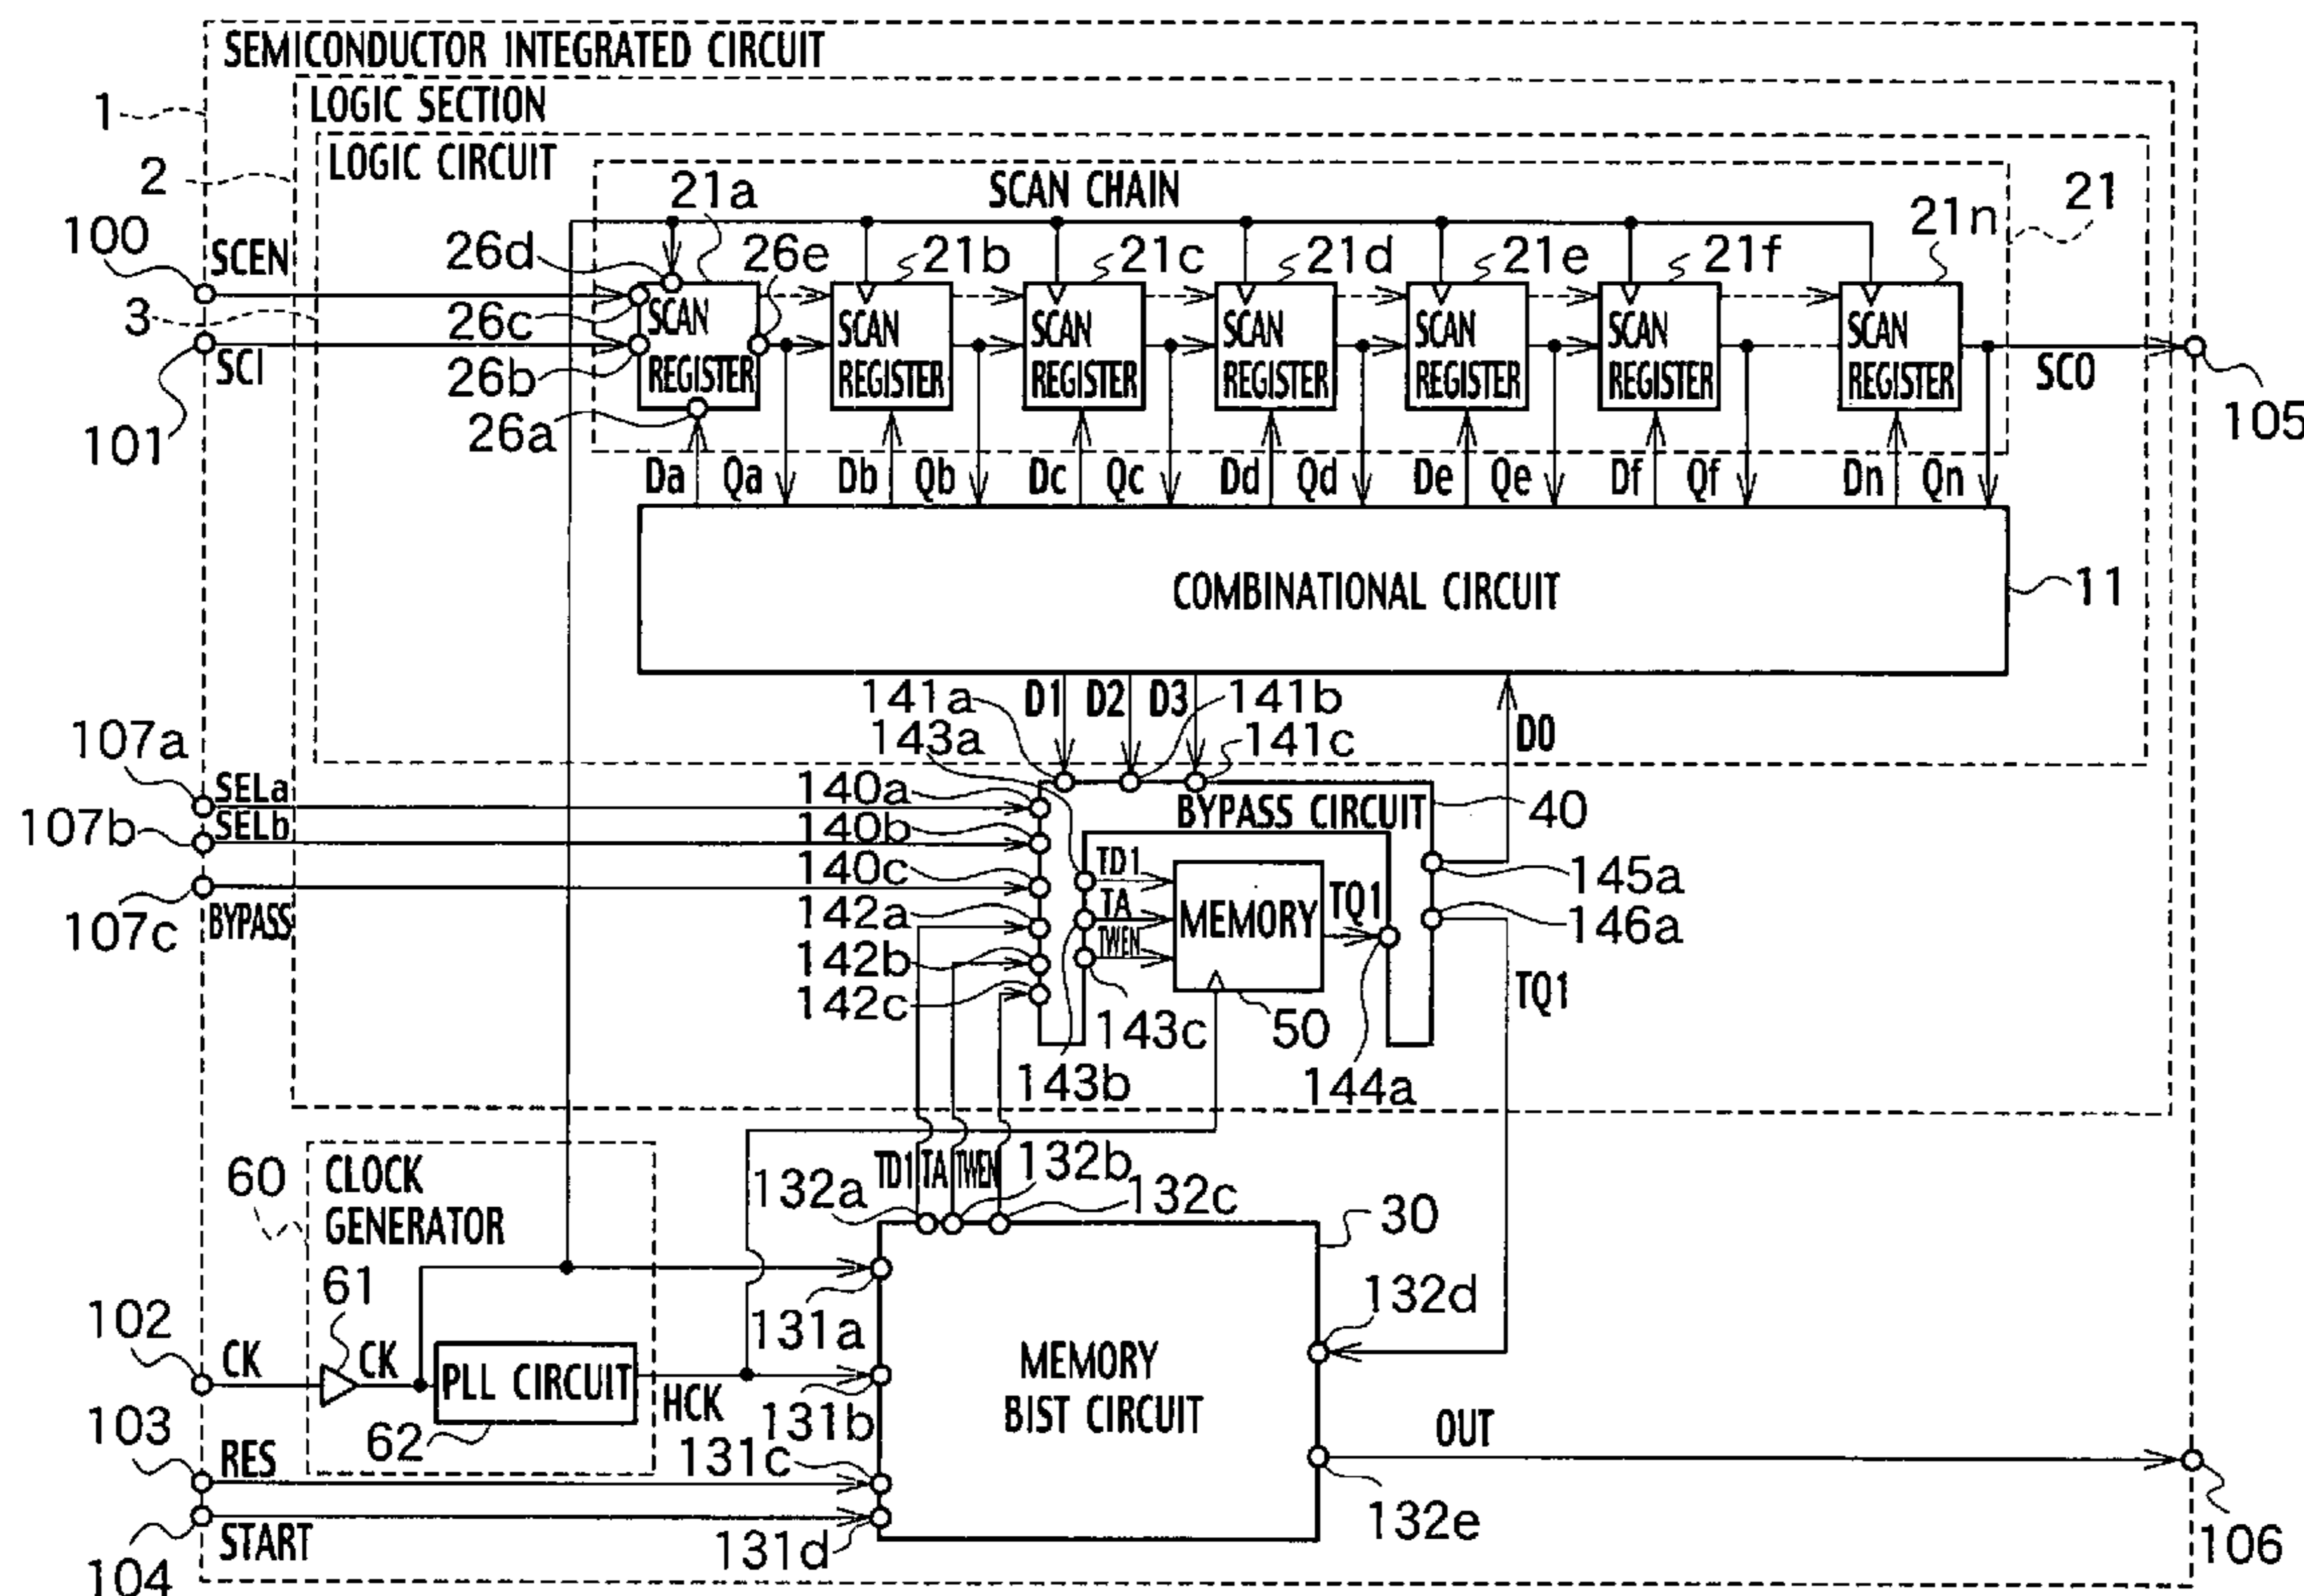 SEMICONDUCTOR INTEGRATED CIRCUIT
LOGIC SECTION
1
LOGIC CIRCUIT
2
21a
SCAN CHAIN
21
21n
100
SCEN
26d
26e
21b
21c
21d
21e
21f
3
26c
SCAN REGISTER
SCAN REGISTER
SCAN REGISTER
SCAN REGISTER
SCAN REGISTER
SCAN REGISTER
SCAN REGISTER
SCI
26b
SCO
101
26a
105
Da
Qa
Db
Qb
Dc
Qc
Dd
Qd
De
Qe
Df
Qf
Dn
Qn
COMBINATIONAL CIRCUIT
11
141a
D1
D2
D3
141b
107a
143a
141c
DO
SELa
140a
BYPASS CIRCUIT
40
107b
SELb
140b
140c
TD1
145a
107c
BYPASS
142a
TA
MEMORY
TQ1
146a
142b
TWEN
142c
TQ1
143c
50
143b
144a
60
CLOCK
GENERATOR
TD1
TA
TWEN
132b
132a
132c
30
61
102
131a
132d
CK
CK
PLL CIRCUIT
MEMORY
BIST CIRCUIT
HCK
103
131b
62
OUT
RES
131c
104
START
131d
132e
106